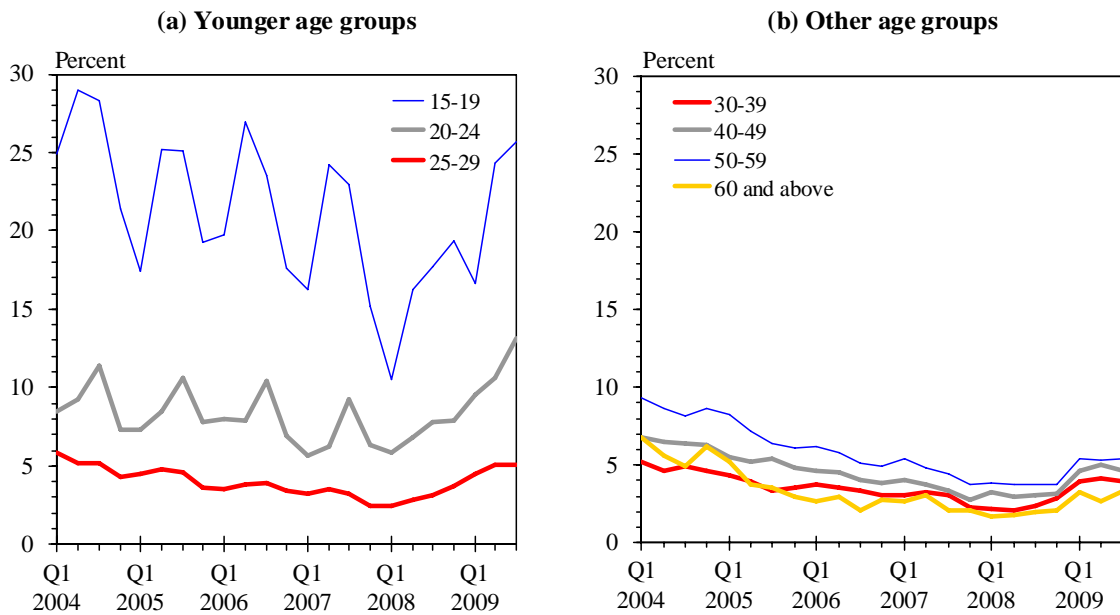 (a) Younger age groups
Percent
30
25
20
15
10
5
0
15-19
20-24
25-29
Q1 Q1 Q1 Q1 Q1 Q1
2004 2005 2006 2007 2008 2009
(b) Other age groups
Percent
30
25
20
15
10
5
0
30-39
40-49
50-59
60 and above
Q1 Q1 Q1 Q1 Q1 Q1
2004 2005 2006 2007 2008 2009